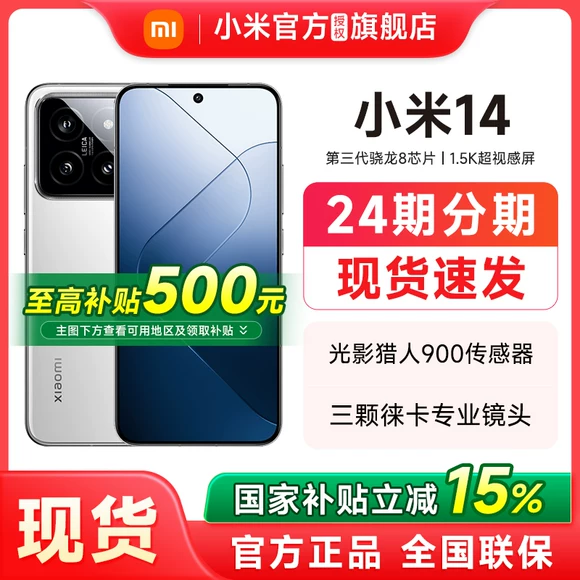 小米官方授权旗舰店
LEICA
小米14
第三代骁龙8芯片 | 1.5K超视感屏
24期分期
现货速发
至高补贴500元
主图下方查看可用地区及领取补贴
光影猎人900传感器
三颗徕卡专业镜头
xiaomi
国家补贴立减15%
现货
官方正品 全国联保